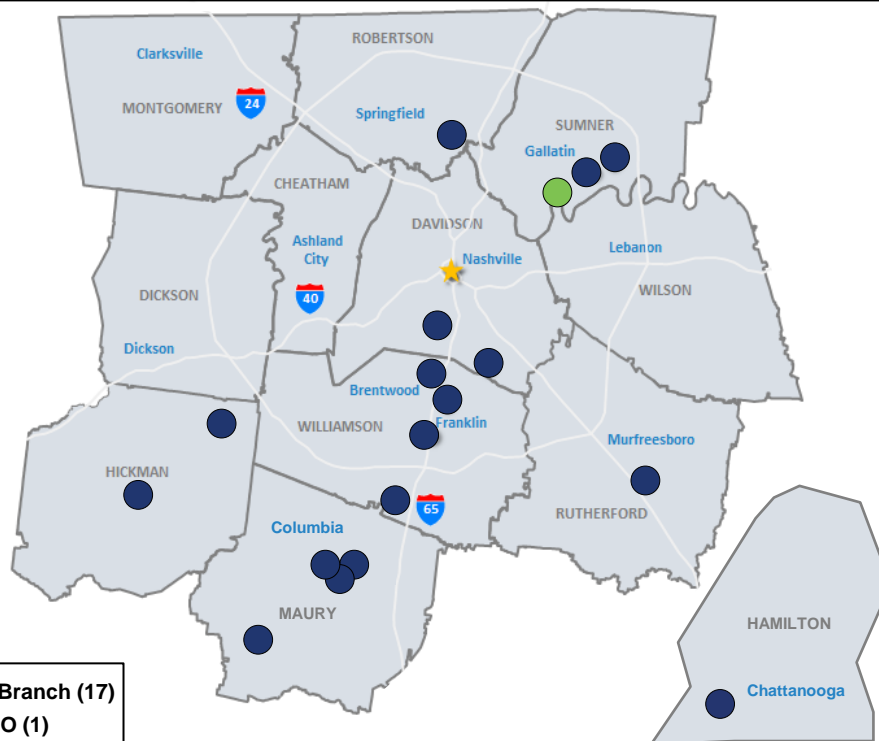 ROBERTSON
Clarksville
MONTGOMERY
24
Springfield
SUMNER
Gallatin
CHEATHAM
DAVIDSON
Ashland
City
Nashville
Lebanon
40
DICKSON
WILSON
Dickson
Brentwood
WILLIAMSON
Franklin
Murfreesboro
HICKMAN
65
RUTHERFORD
Columbia
MAURY
HAMILTON
Chattanooga
Branch (17)
O (1)